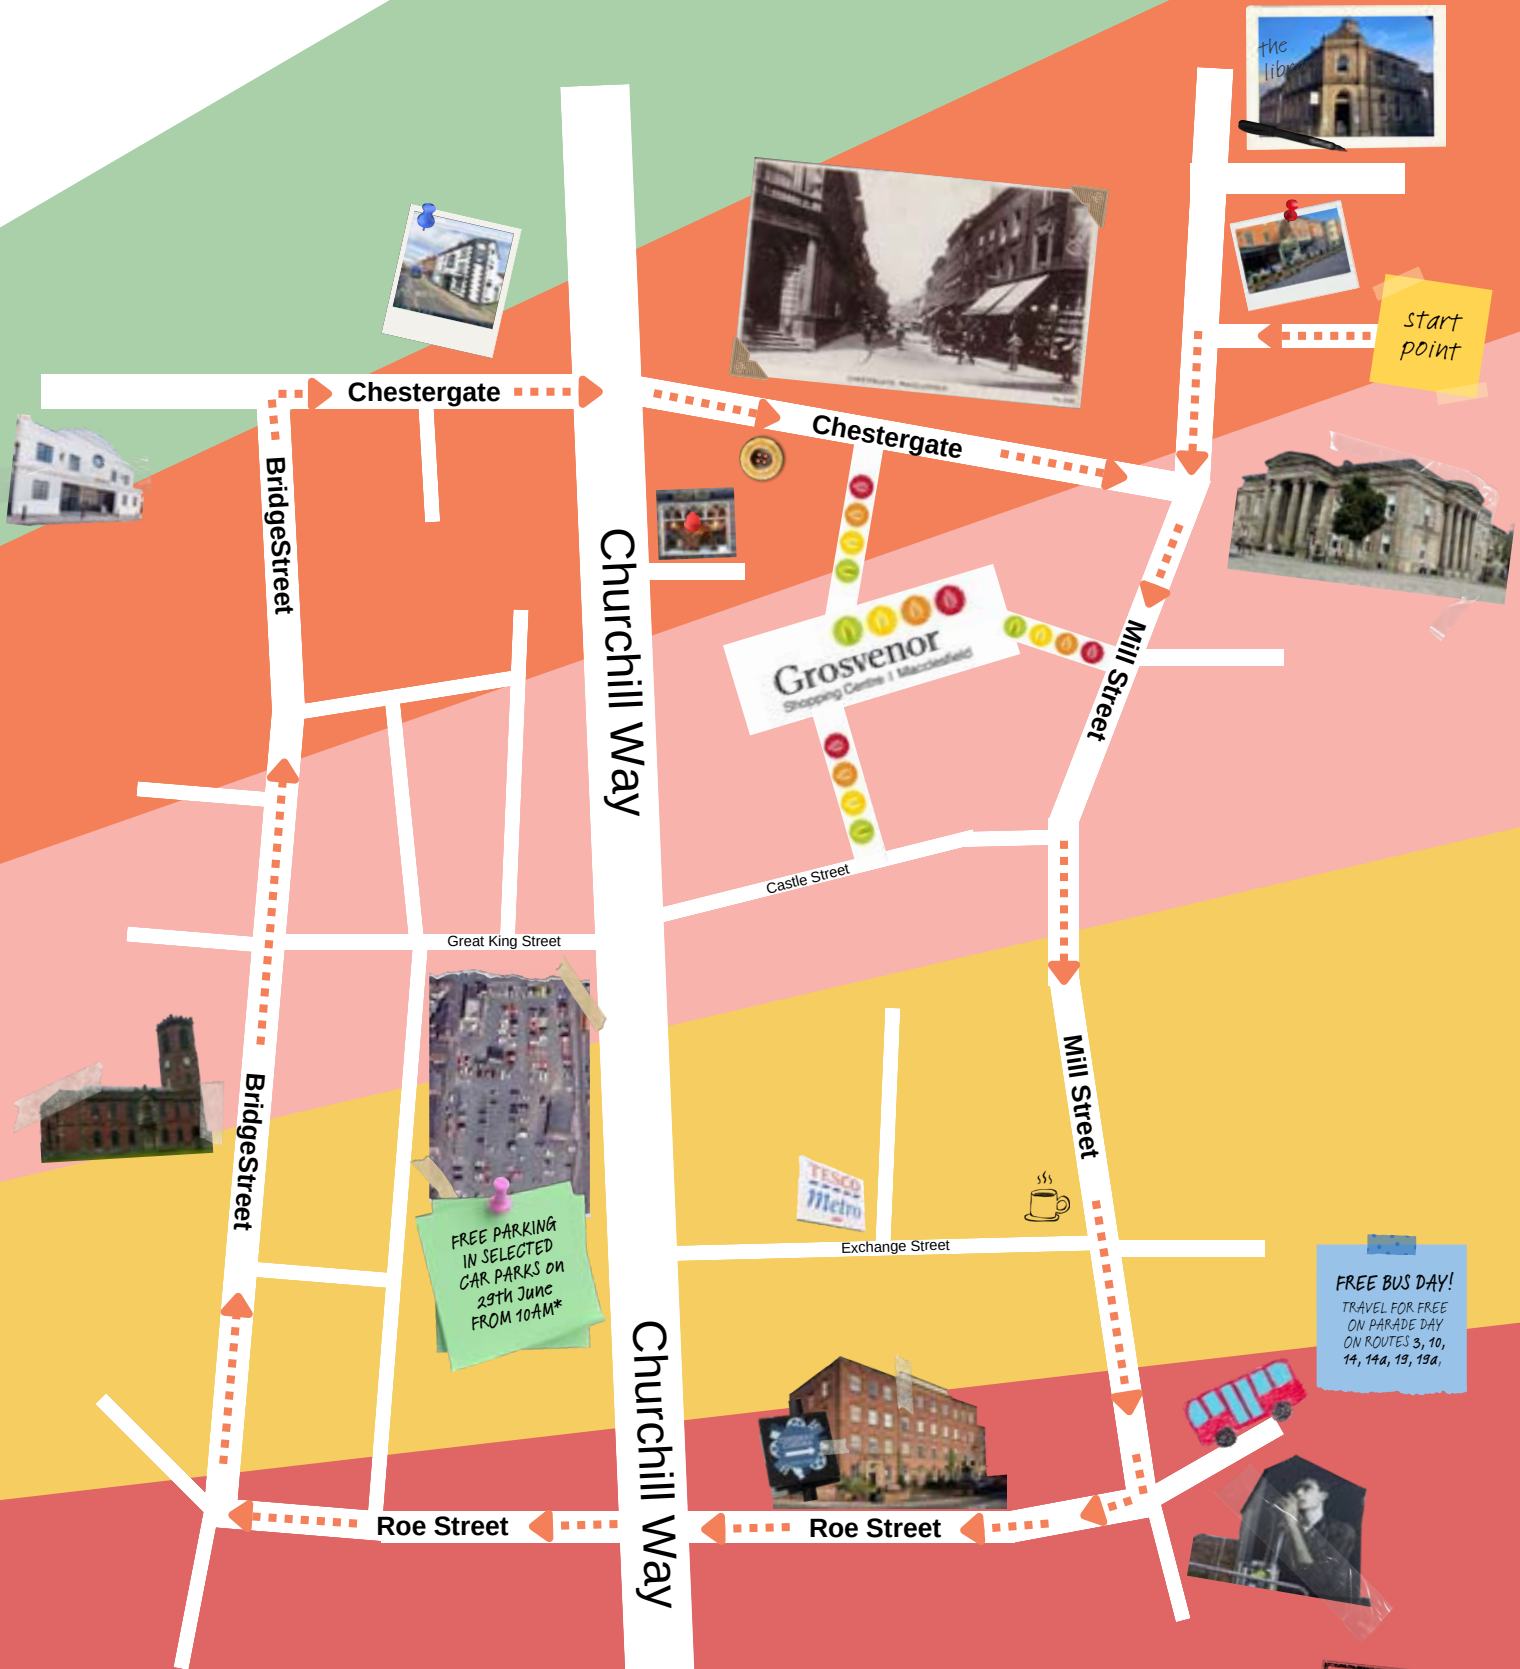 the
libr
start
point
Chestergate
Chestergate
BridgeStreet
Churchill Way
Grosvenor
Shopping Centre | Macclesfield
Mill Street
Castle Street
Great King Street
BridgeStreet
Mill Street
TESCO
Metro
FREE PARKING
IN SELECTED
CAR PARKS on
29th June
FROM 10AM*
Exchange Street
FREE BUS DAY!
TRAVEL FOR FREE
ON PARADE DAY
ON ROUTES 3, 10,
14, 14a, 19, 19a,
Churchill Way
Roe Street
Roe Street